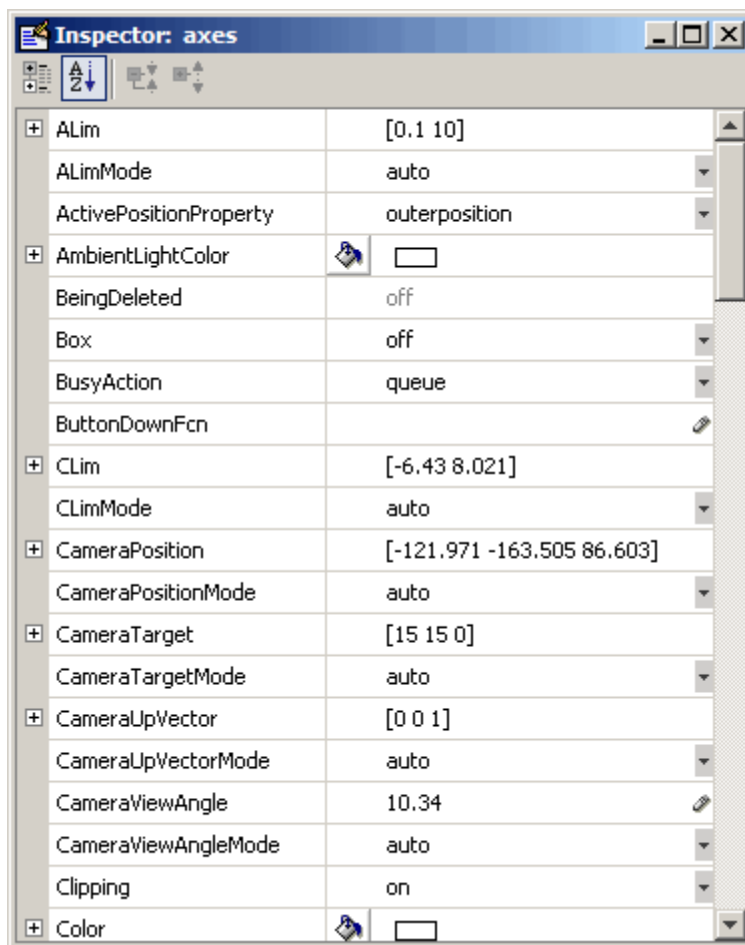 Inspector: axes
A Z
ALim [0.1 10]
ALimMode auto
ActivePositionProperty outerposition
AmbientLightColor
BeingDeleted off
Box off
BusyAction queue
ButtonDownFcn
CLim [-6.43 8.021]
CLimMode auto
CameraPosition [-121.971 -163.505 86.603]
CameraPositionMode auto
CameraTarget [15 15 0]
CameraTargetMode auto
CameraUpVector [0 0 1]
CameraUpVectorMode auto
CameraViewAngle 10.34
CameraViewAngleMode auto
Clipping on
Color